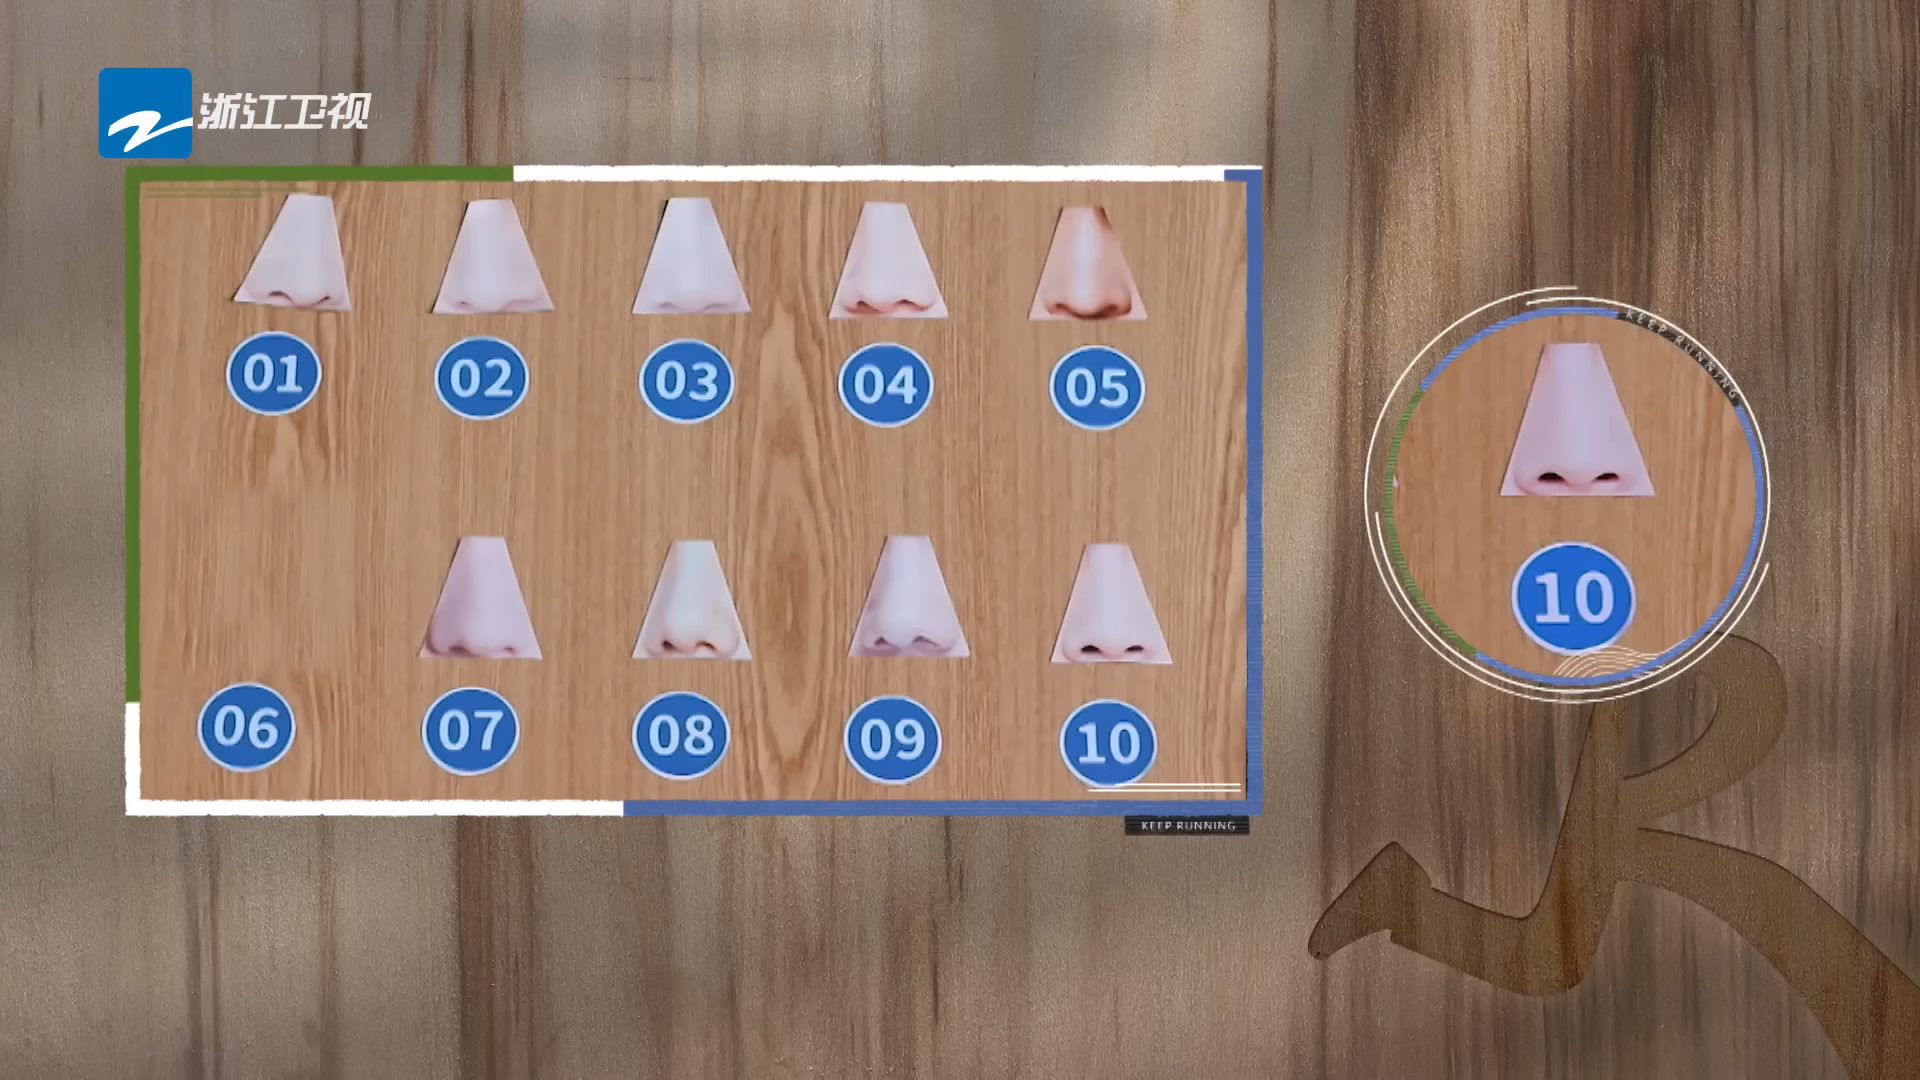 浙江卫视
01 02 03 04 05
06 07 08 09 10
KEEP RUNNING
KEEP RUNNING
10